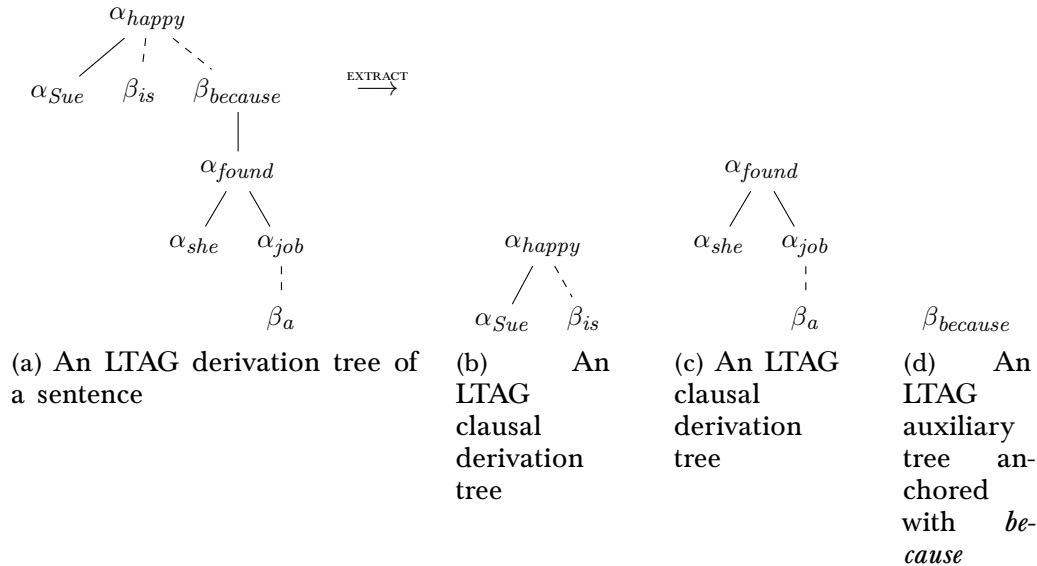 α_happy
α_Sue β_is β_because EXTRACT
α_found α_found
α_she α_job α_she α_job
α_happy
β_a α_Sue β_is β_a β_because
(a) An LTAG derivation tree of
a sentence
(b) An
LTAG
clausal
derivation
tree
(c) An LTAG
clausal
derivation
tree
(d) An
LTAG
auxiliary
tree an-
chored
with be-
cause